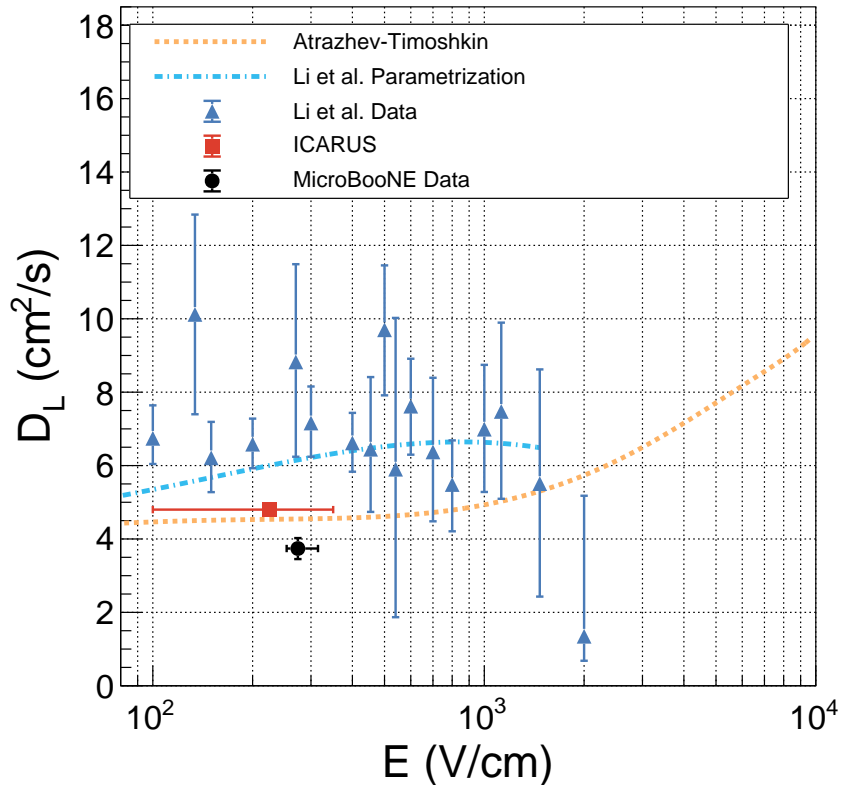 18
16
14
12
10
8
6
4
2
0
D_L (cm²/s)
Atrazhev-Timoshkin
Li et al. Parametrization
Li et al. Data
ICARUS
MicroBooNE Data
10² 10³ 10⁴
E (V/cm)